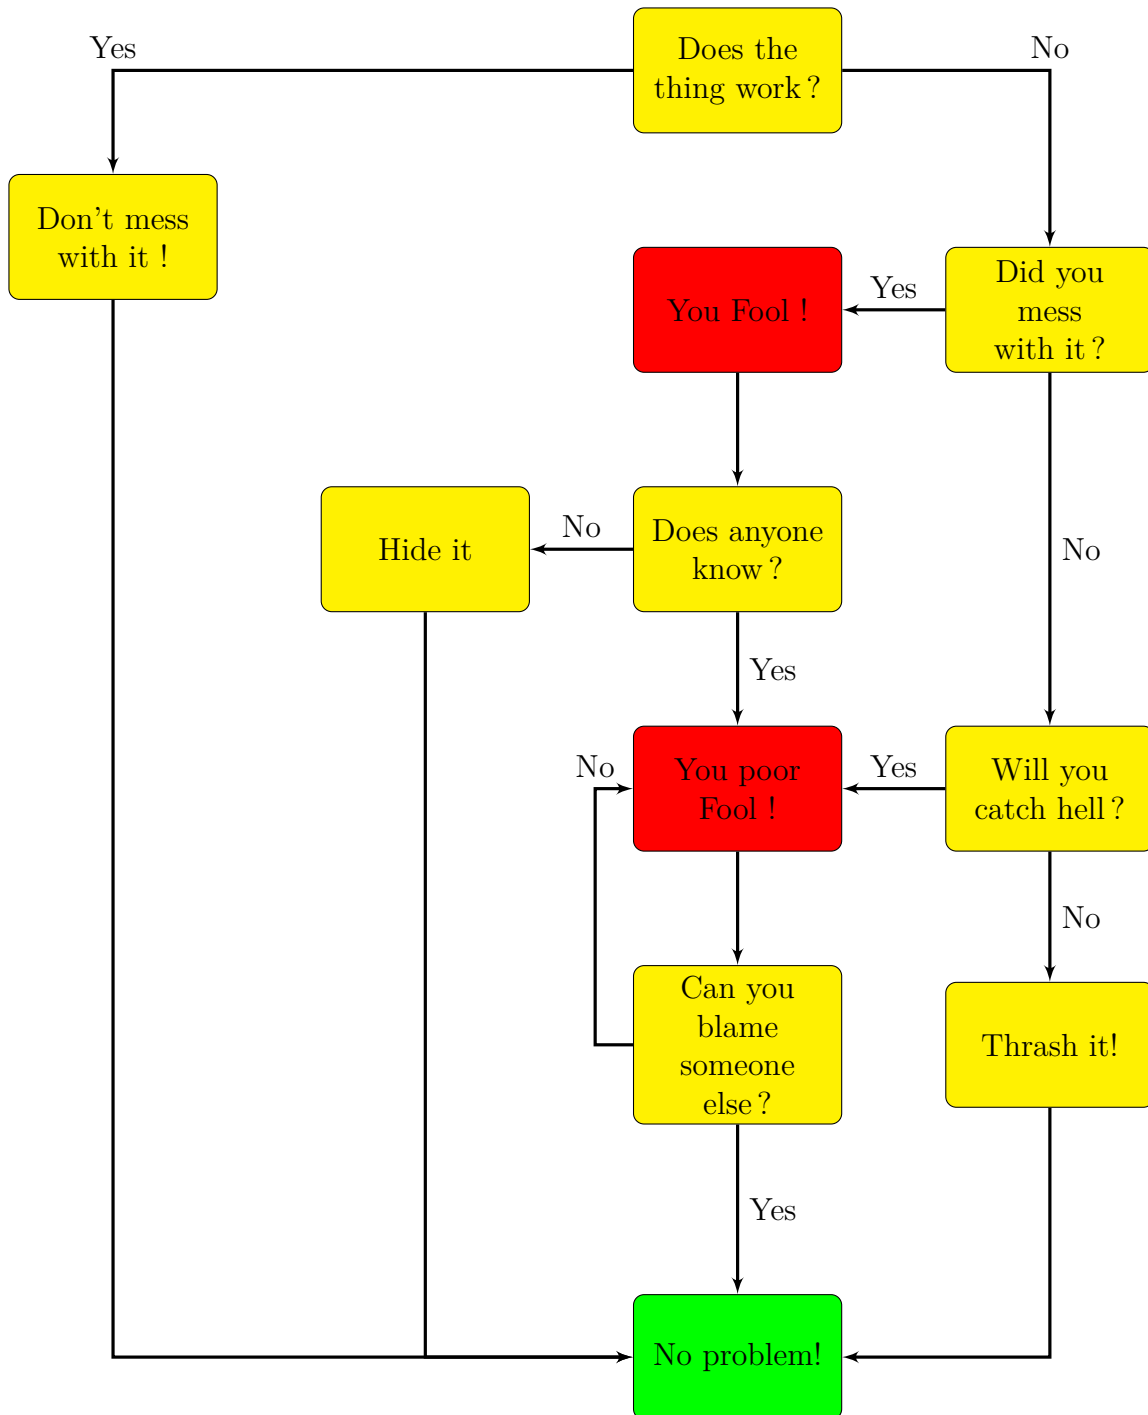 Yes
Does the
thing work ?
No
Don't mess
with it !
You Fool !
Yes
Did you
mess
with it ?
Hide it
No
Does anyone
know ?
No
Yes
No
You poor
Fool !
Yes
Will you
catch hell ?
No
Can you
blame
someone
else ?
Thrash it!
Yes
No problem!